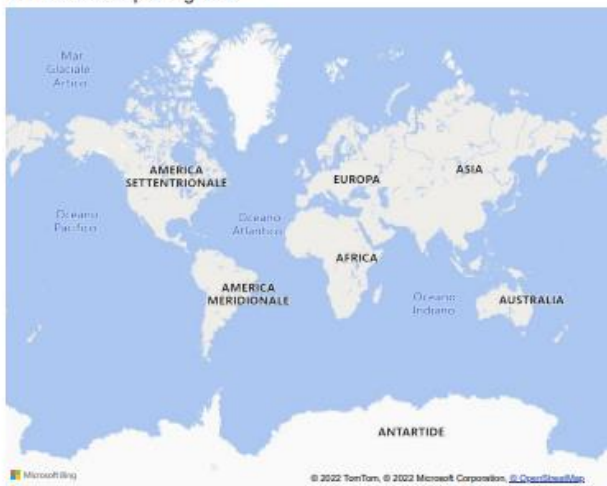 Mar
Glaciale
Artico
AMERICA
SETTENTRIONALE
EUROPA
ASIA
Oceano
Pacifico
Oceano
Atlantico
AFRICA
AMERICA
MERIDIONALE
Oceano
Indiano
AUSTRALIA
ANTARTIDE
Microsoft Bing
© 2022 TomTom, © 2022 Microsoft Corporation, © OpenStreetMap